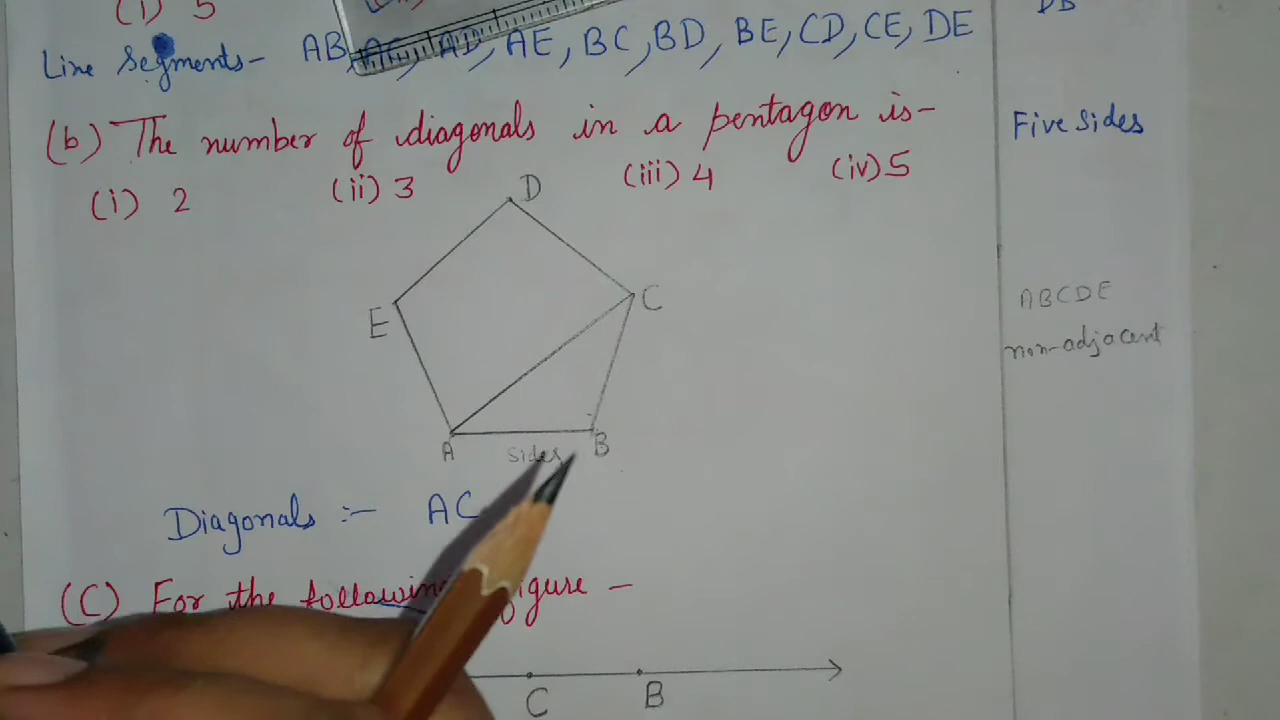 (i) 5
DB
Line Segments- AB, AC, AD, AE, BC, BD, BE, CD, CE, DE
(b) The number of diagonals in a pentagon is-
Five sides
(i) 2 (ii) 3 (iii) 4 (iv) 5
D
E
C
ABCDE
non-adjacent
A
sides
B
Diagonals :- AC
(C) For the following figure -
C
B